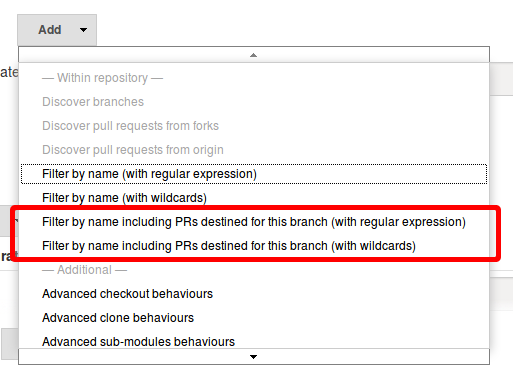 Add
ate
— Within repository —
Discover branches
Discover pull requests from forks
Discover pull requests from origin
Filter by name (with regular expression)
Filter by name (with wildcards)
Filter by name including PRs destined for this branch (with regular expression)
Filter by name including PRs destined for this branch (with wildcards)
rat
— Additional —
Advanced checkout behaviours
Advanced clone behaviours
Advanced sub-modules behaviours